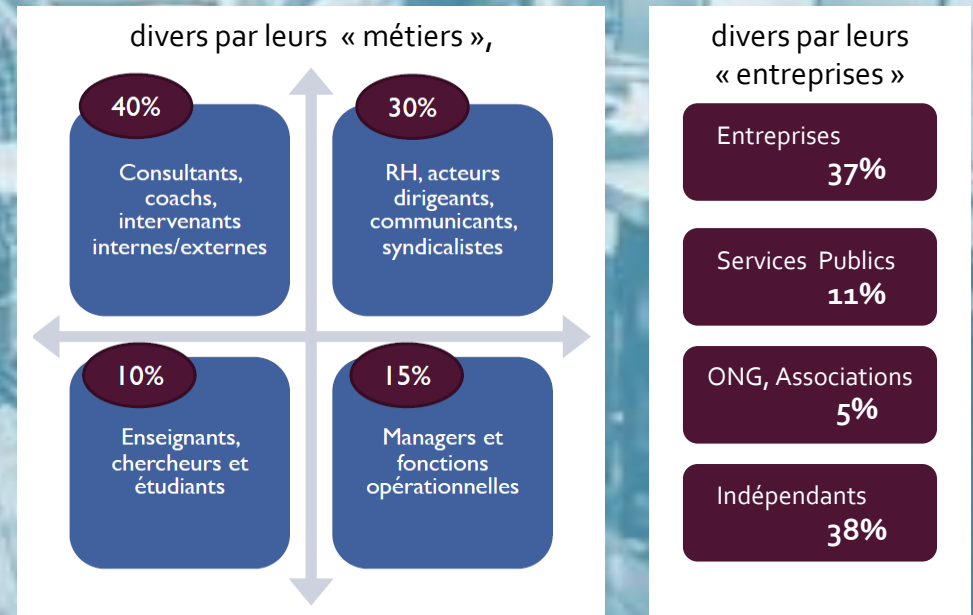 divers par leurs « métiers »,
40%
Consultants,
coachs,
intervenants
internes/externes
30%
RH, acteurs
dirigeants,
communicants,
syndicalistes
10%
Enseignants,
chercheurs et
étudiants
15%
Managers et
fonctions
opérationnelles
divers par leurs
« entreprises »
Entreprises
37%
Services Publics
11%
ONG, Associations
5%
Indépendants
38%